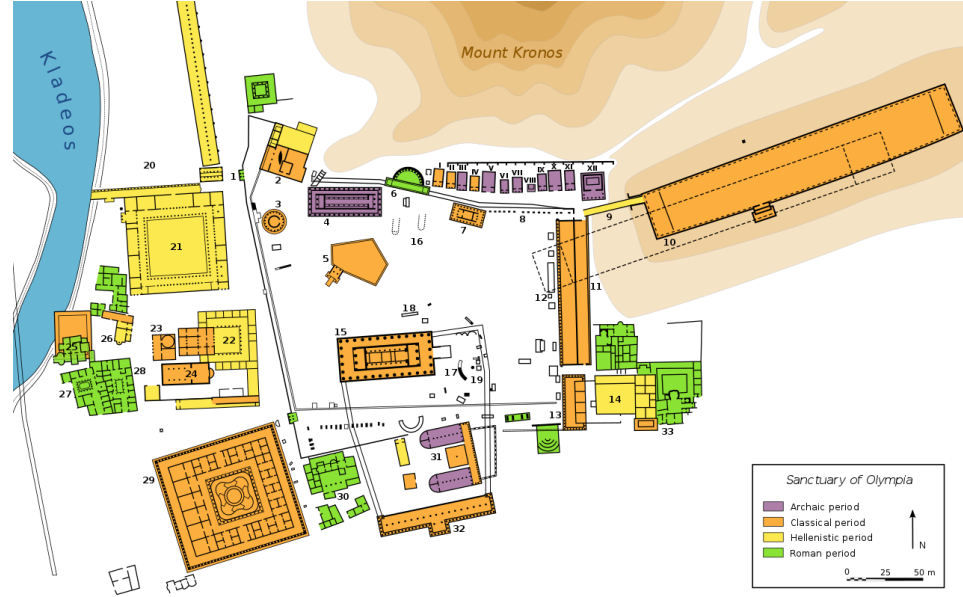 Mount Kronos
Kladeos
20
1
2
3
4
5
6
7
8
9
10
11
12
13
14
15
16
17
18
19
21
22
23
24
25
26
27
28
29
30
31
32
33
I
II
III
IV
V
VI
VII
VIII
IX
X
XI
XII
Sanctuary of Olympia
Archaic period
Classical period
Hellenistic period
Roman period
N
0 25 50 m